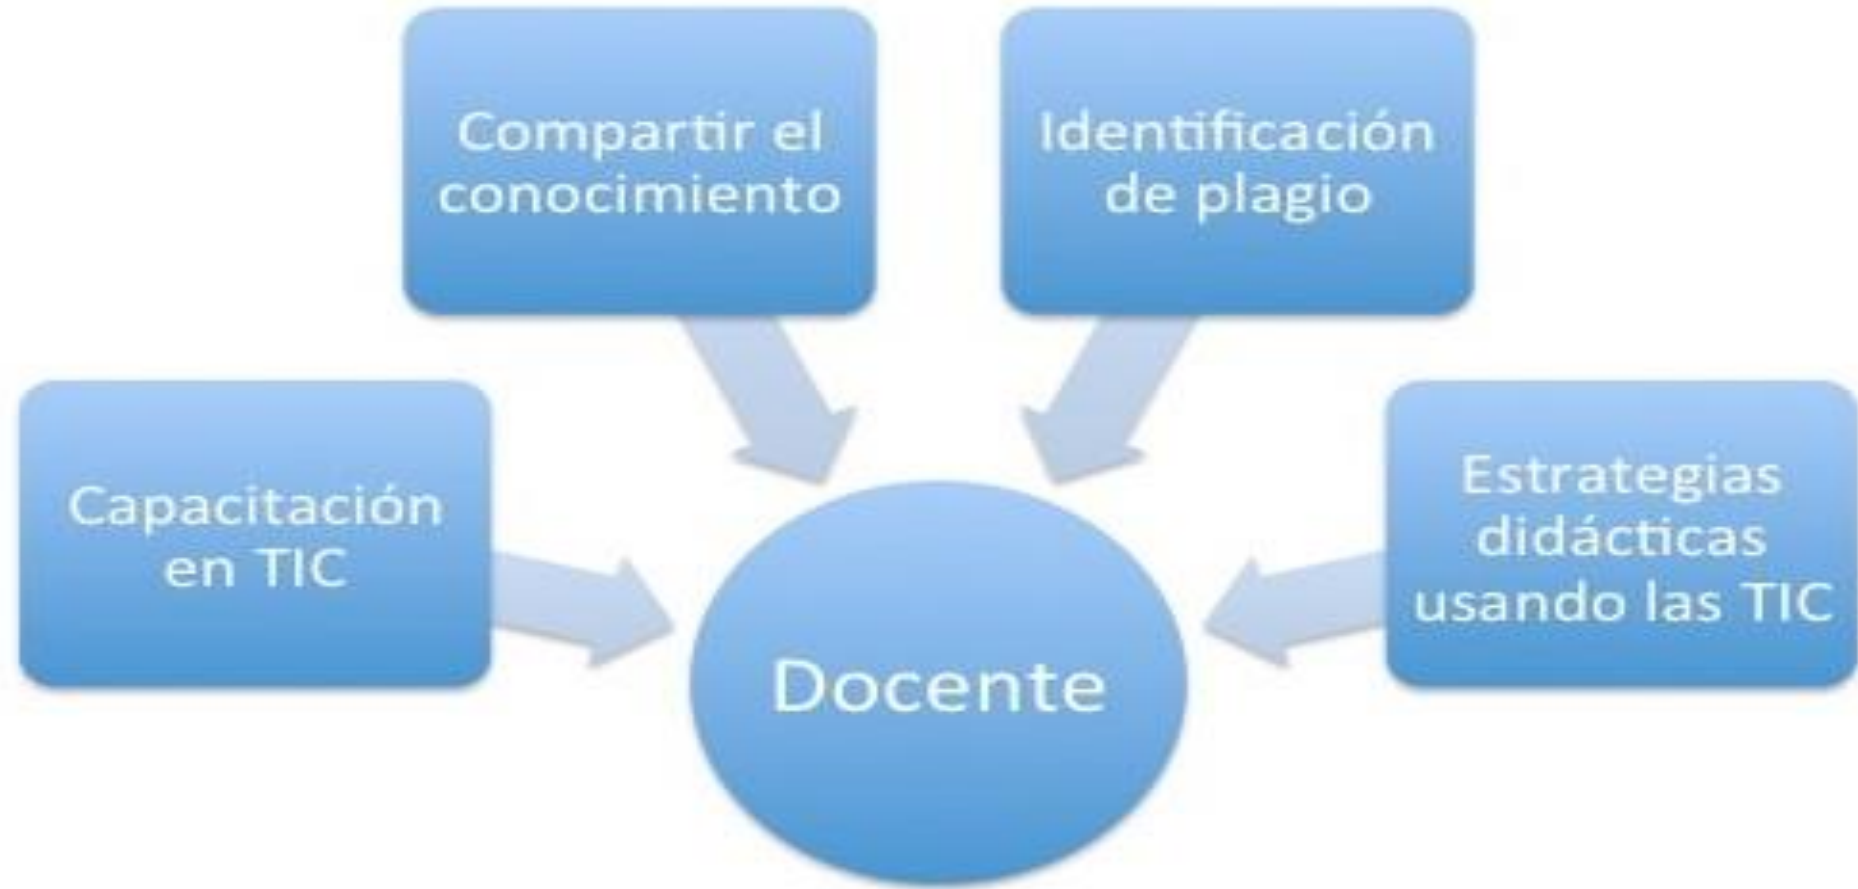 Compartir el
conocimiento
Identificación
de plagio
Capacitación
en TIC
Estrategias
didácticas
usando las TIC
Docente